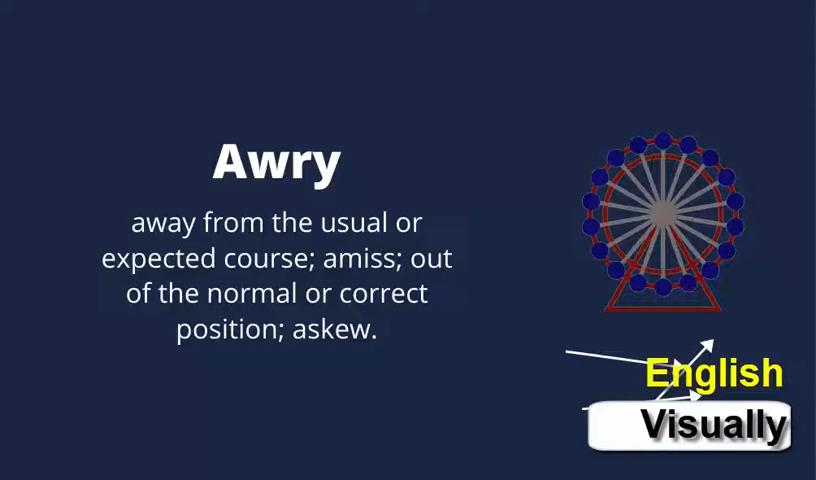 Awry
away from the usual or
expected course; amiss; out
of the normal or correct
position; askew.
English
Visually